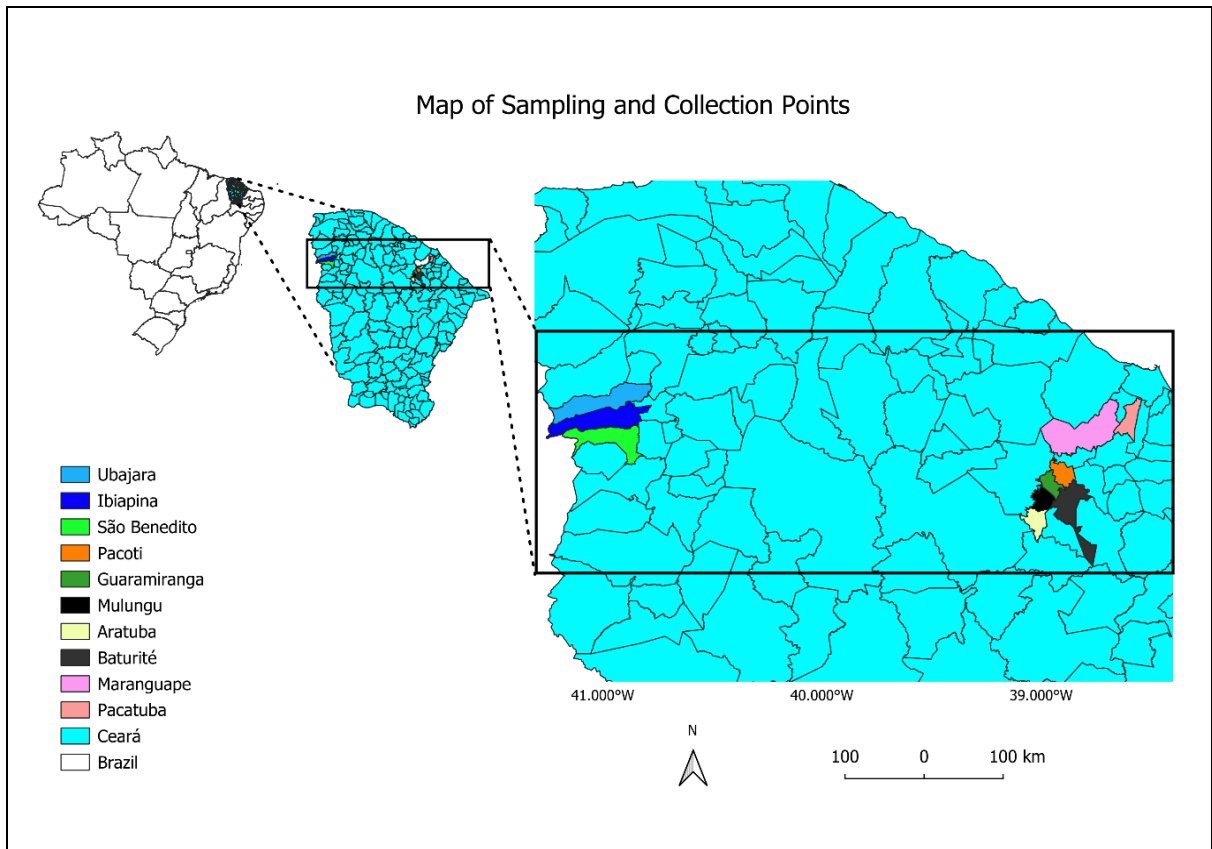 Map of Sampling and Collection Points
Ubajara
Ibiapina
São Benedito
Pacoti
Guaramiranga
Mulungu
Aratuba
Baturité
Maranguape
Pacatuba
Ceará
Brazil
41.000°W 40.000°W 39.000°W
N
100 0 100 km